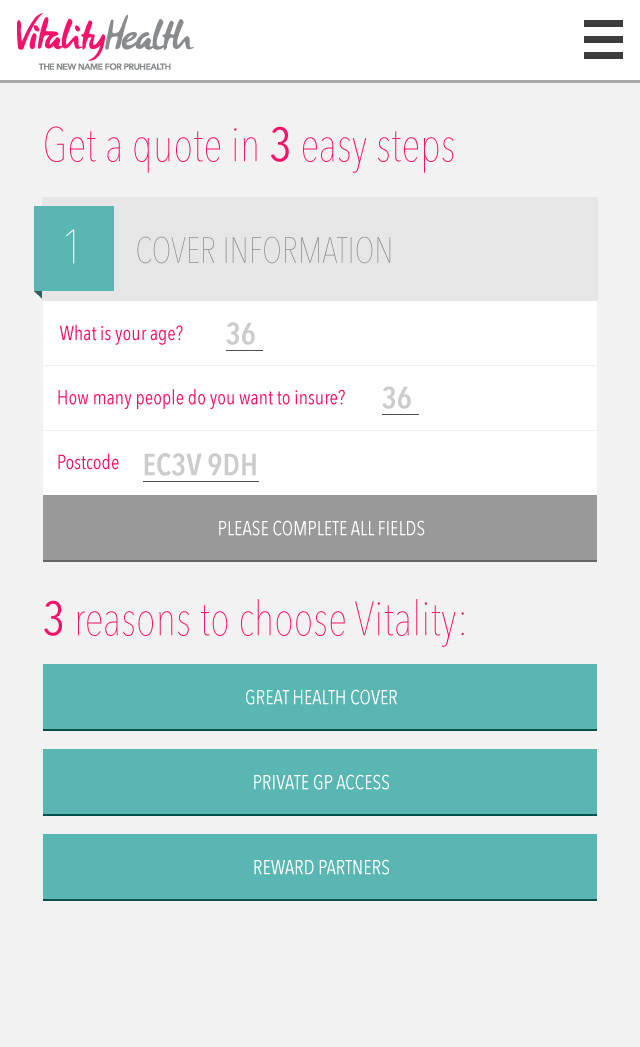 VitalityHealth
THE NEW NAME FOR PRUHEALTH
Get a quote in 3 easy steps
1 COVER INFORMATION
What is your age? 36
How many people do you want to insure? 36
Postcode EC3V 9DH
PLEASE COMPLETE ALL FIELDS
3 reasons to choose Vitality:
GREAT HEALTH COVER
PRIVATE GP ACCESS
REWARD PARTNERS